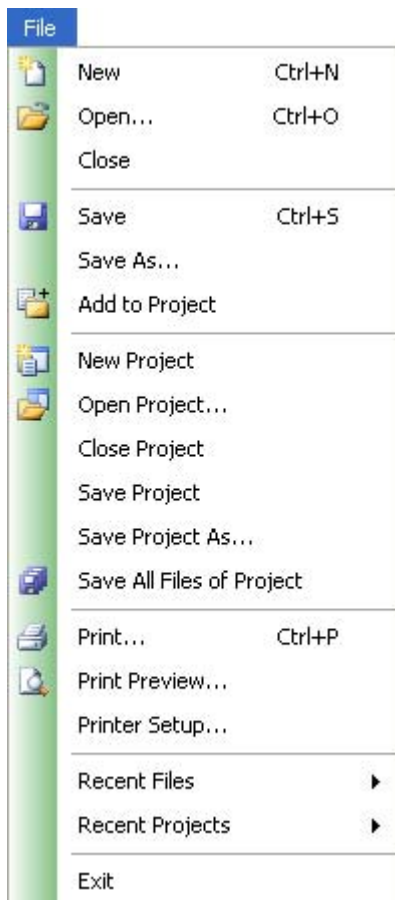 File
New Ctrl+N
Open... Ctrl+O
Close
Save Ctrl+S
Save As...
Add to Project
New Project
Open Project...
Close Project
Save Project
Save Project As...
Save All Files of Project
Print... Ctrl+P
Print Preview...
Printer Setup...
Recent Files
Recent Projects
Exit